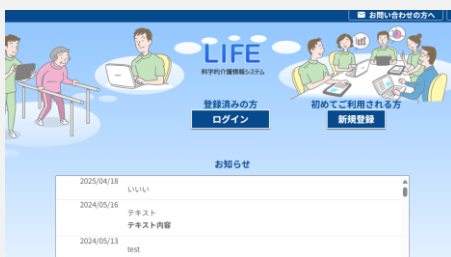 お問い合わせの方へ
LIFE
科学的介護情報システム
登録済みの方
ログイン
初めてご利用される方
新規登録
お知らせ
2025/04/18
いいい
2024/05/16
テキスト
テキスト内容
2024/05/13
test